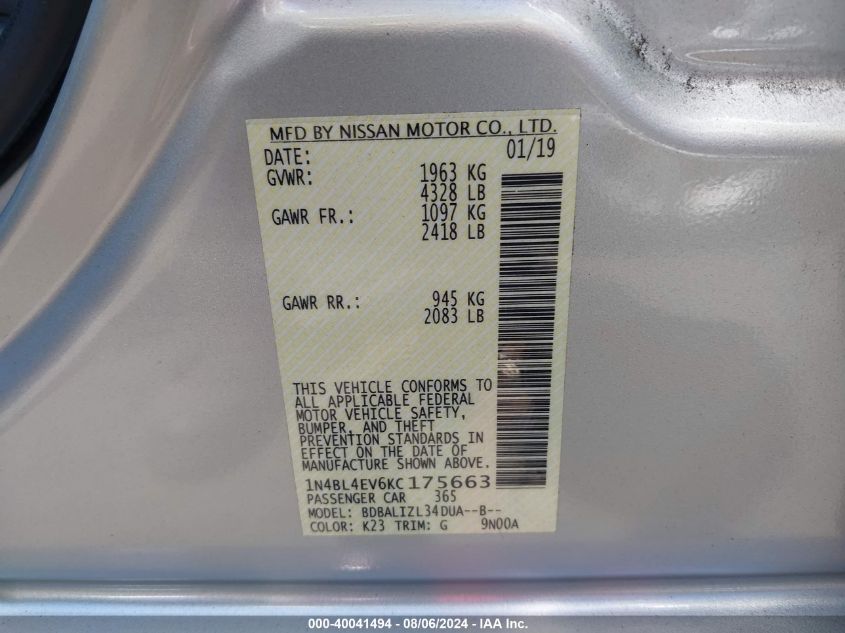 MFD BY NISSAN MOTOR CO., LTD.
DATE: 01/19
GVWR: 1963 KG
4328 LB
GAWR FR.: 1097 KG
2418 LB
GAWR RR.: 945 KG
2083 LB
THIS VEHICLE CONFORMS TO
ALL APPLICABLE FEDERAL
MOTOR VEHICLE SAFETY,
BUMPER, AND THEFT
PREVENTION STANDARDS IN
EFFECT ON THE DATE OF
MANUFACTURE SHOWN ABOVE.
1N4BL4EV6KC175663
PASSENGER CAR 365
MODEL: BDBALIZL34DUA--B--
COLOR: K23 TRIM: G 9N00A
000-40041494 - 08/06/2024 - IAA Inc.